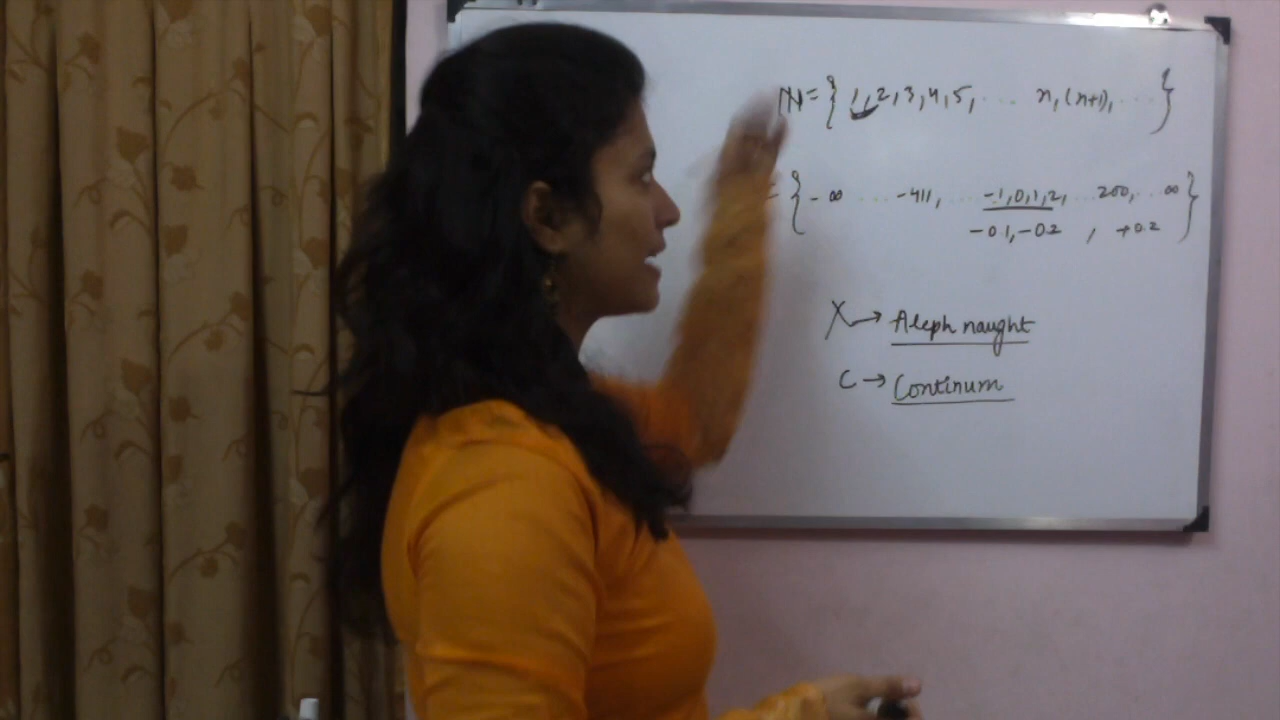 N = { 1, 2, 3, 4, 5, ..... n, (n+1), .... }
= { -∞ ..... -411, ..... -1, 0, 1, 2, ... 200, ... ∞ }
-0.1, -0.2 , +0.2
X → Aleph naught
C → Continum